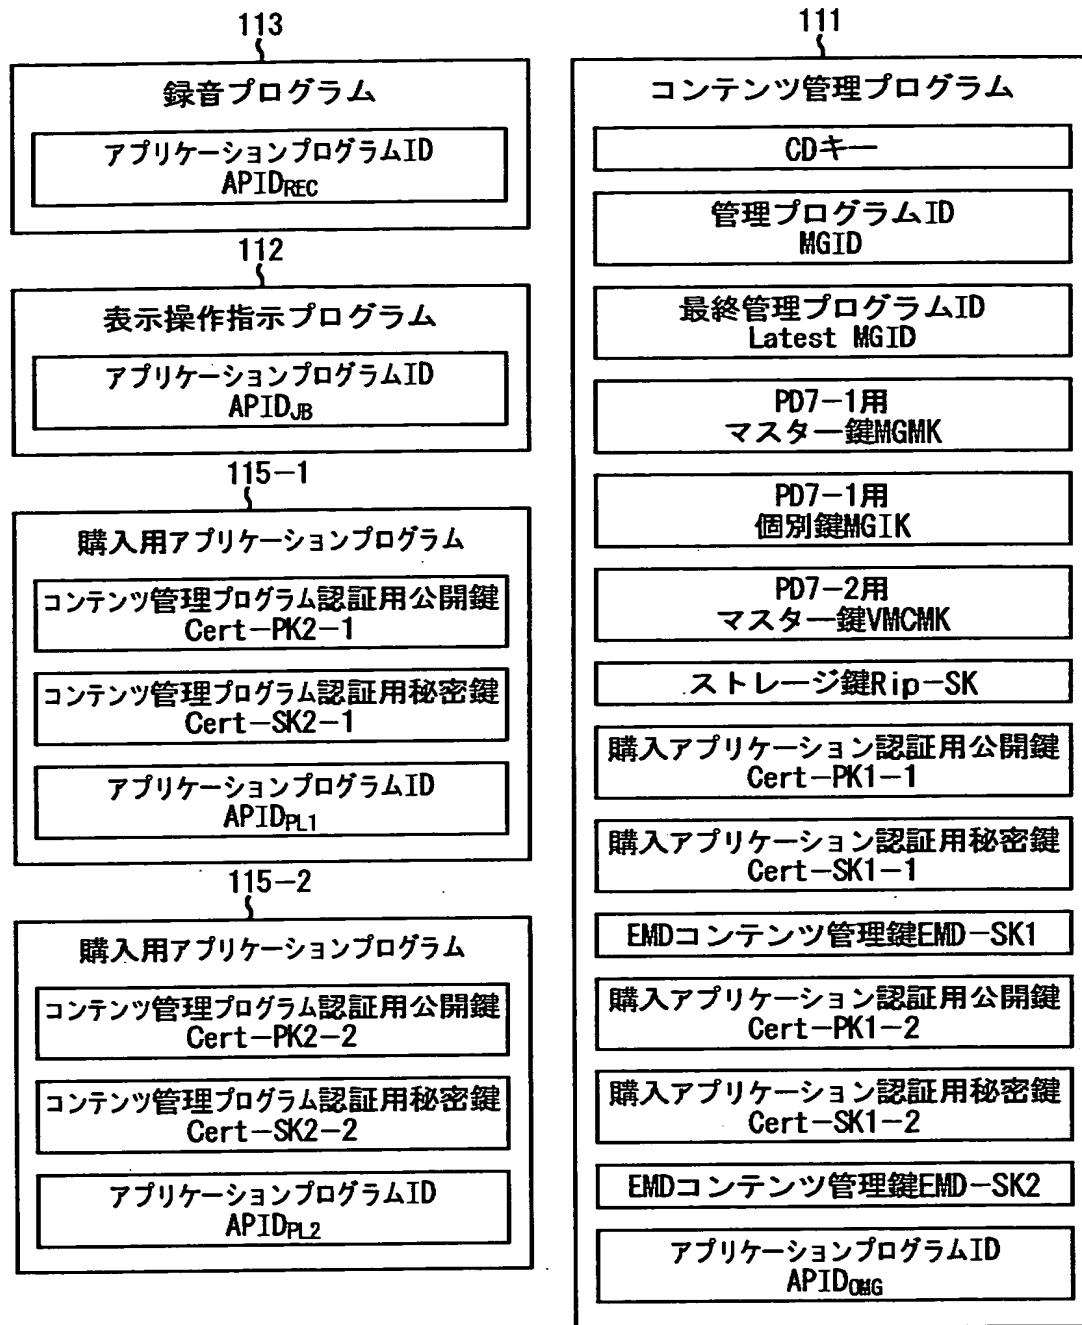 113
録音プログラム
アプリケーションプログラムID
APIDREC
112
表示操作指示プログラム
アプリケーションプログラムID
APIDJB
115-1
購入用アプリケーションプログラム
コンテンツ管理プログラム認証用公開鍵
Cert-PK2-1
コンテンツ管理プログラム認証用秘密鍵
Cert-SK2-1
アプリケーションプログラムID
APIDPL1
115-2
購入用アプリケーションプログラム
コンテンツ管理プログラム認証用公開鍵
Cert-PK2-2
コンテンツ管理プログラム認証用秘密鍵
Cert-SK2-2
アプリケーションプログラムID
APIDPL2
111
コンテンツ管理プログラム
CDキー
管理プログラムID
MGID
最終管理プログラムID
Latest MGID
PD7-1用
マスター鍵MGMK
PD7-1用
個別鍵MGIK
PD7-2用
マスター鍵VMCMK
ストレージ鍵Rip-SK
購入アプリケーション認証用公開鍵
Cert-PK1-1
購入アプリケーション認証用秘密鍵
Cert-SK1-1
EMDコンテンツ管理鍵EMD-SK1
購入アプリケーション認証用公開鍵
Cert-PK1-2
購入アプリケーション認証用秘密鍵
Cert-SK1-2
EMDコンテンツ管理鍵EMD-SK2
アプリケーションプログラムID
APIDOMG